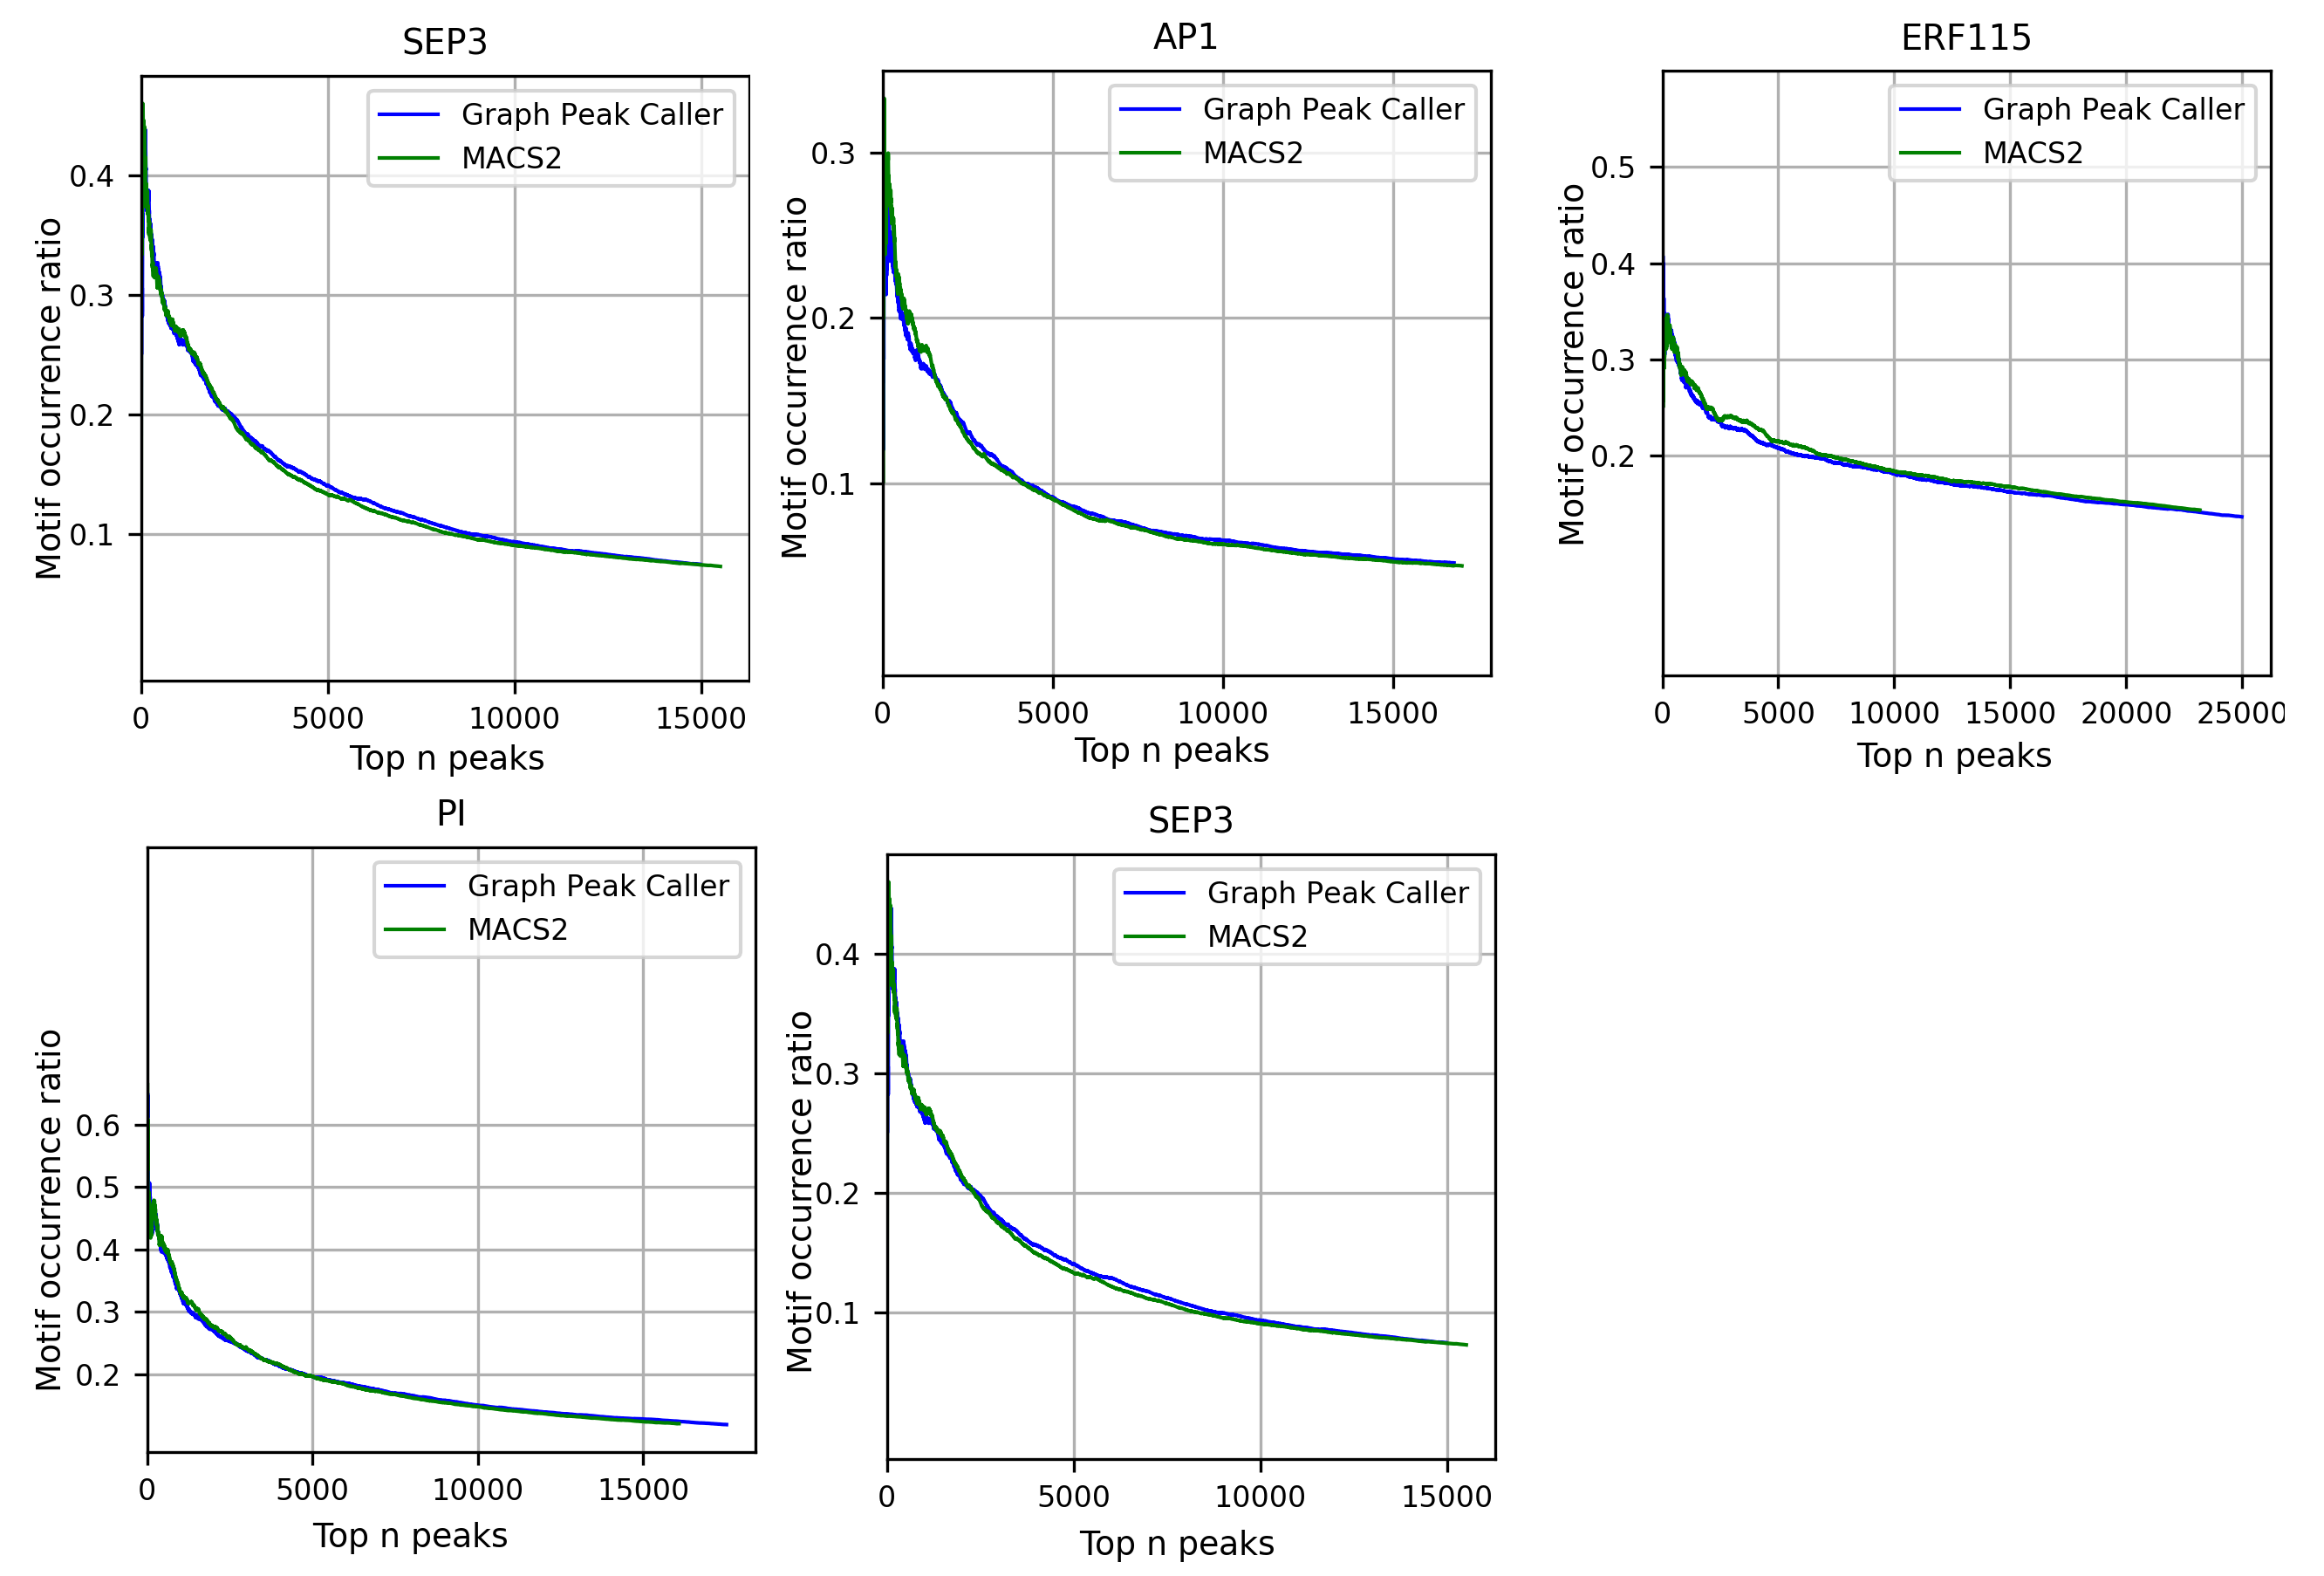 SEP3
Graph Peak Caller
MACS2
Motif occurrence ratio
0.4
0.3
0.2
0.1
0 5000 10000 15000
Top n peaks
AP1
Graph Peak Caller
MACS2
Motif occurrence ratio
0.3
0.2
0.1
0 5000 10000 15000
Top n peaks
ERF115
Graph Peak Caller
MACS2
Motif occurrence ratio
0.5
0.4
0.3
0.2
0 5000 10000 15000 20000 25000
Top n peaks
PI
Graph Peak Caller
MACS2
Motif occurrence ratio
0.6
0.5
0.4
0.3
0.2
0 5000 10000 15000
Top n peaks
SEP3
Graph Peak Caller
MACS2
Motif occurrence ratio
0.4
0.3
0.2
0.1
0 5000 10000 15000
Top n peaks